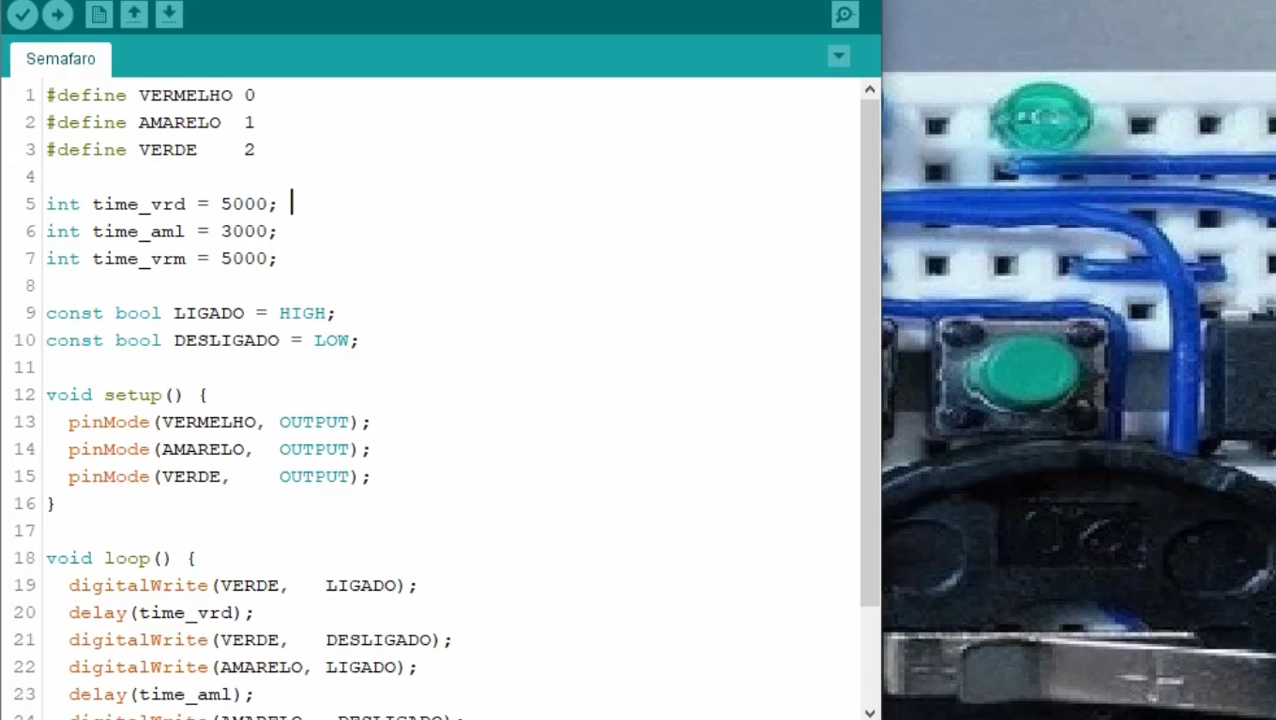 Semafaro
1 #define VERMELHO 0
2 #define AMARELO  1
3 #define VERDE    2
4
5 int time_vrd = 5000;
6 int time_aml = 3000;
7 int time_vrm = 5000;
8
9 const bool LIGADO = HIGH;
10 const bool DESLIGADO = LOW;
11
12 void setup() {
13   pinMode(VERMELHO, OUTPUT);
14   pinMode(AMARELO,  OUTPUT);
15   pinMode(VERDE,    OUTPUT);
16 }
17
18 void loop() {
19   digitalWrite(VERDE,   LIGADO);
20   delay(time_vrd);
21   digitalWrite(VERDE,   DESLIGADO);
22   digitalWrite(AMARELO, LIGADO);
23   delay(time_aml);
24   digitalWrite(AMARELO,  DESLIGADO);